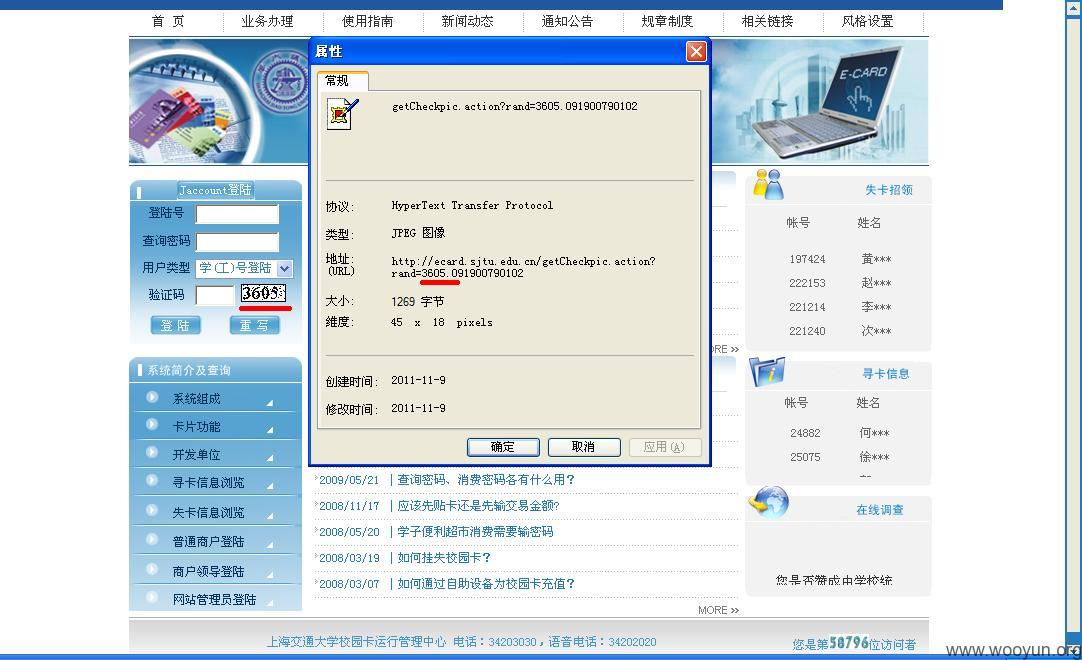 首 页 业务办理 使用指南 新闻动态 通知公告 规章制度 相关链接 风格设置
E-CARD
属性
常规
getCheckpic.action?rand=3605.091900790102
协议: HyperText Transfer Protocol
类型: JPEG 图像
地址: http://ecard.sjtu.edu.cn/getCheckpic.action?
(URL) rand=3605.091900790102
大小: 1269 字节
维度: 45 x 18 pixels
创建时间: 2011-11-9
修改时间: 2011-11-9
确定 取消 应用(A)
Jaccount登陆
登陆号
查询密码
用户类型 学(工)号登陆
验证码 3605
登 陆 重 写
系统简介及查询
系统组成
卡片功能
开发单位
寻卡信息浏览
失卡信息浏览
普通商户登陆
商户领导登陆
网站管理员登陆
ORE »
2009/05/21 | 查询密码、消费密码各有什么用?
2008/11/17 | 应该先贴卡还是先输交易金额?
2008/05/20 | 学子便利超市消费需要输密码
2008/03/19 | 如何挂失校园卡?
2008/03/07 | 如何通过自助设备为校园卡充值?
MORE »
失卡招领
帐号 姓名
197424 黄***
222153 赵***
221214 李***
221240 次***
寻卡信息
帐号 姓名
24882 何***
25075 徐***
在线调查
您是否赞成由学校统
上海交通大学校园卡运行管理中心 电话：34203030，语音电话：34202020
您是第58796位访问者
www.wooyun.org